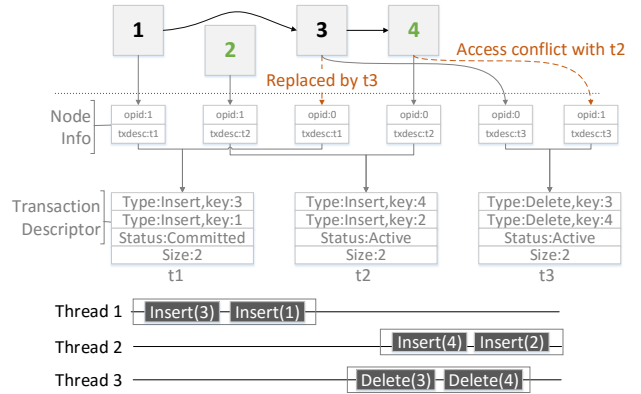 1
3
4
2
Access conflict with t2
Replaced by t3
Node
Info
opid:1
opid:1
opid:0
opid:0
opid:0
opid:1
txdesc:t1
txdesc:t2
txdesc:t1
txdesc:t2
txdesc:t3
txdesc:t3
Transaction
Descriptor
Type:Insert,key:3
Type:Insert,key:1
Status:Committed
Size:2
t1
Type:Insert,key:4
Type:Insert,key:2
Status:Active
Size:2
t2
Type:Delete,key:3
Type:Delete,key:4
Status:Active
Size:2
t3
Thread 1
Insert(3)
Insert(1)
Thread 2
Insert(4)
Insert(2)
Thread 3
Delete(3)
Delete(4)